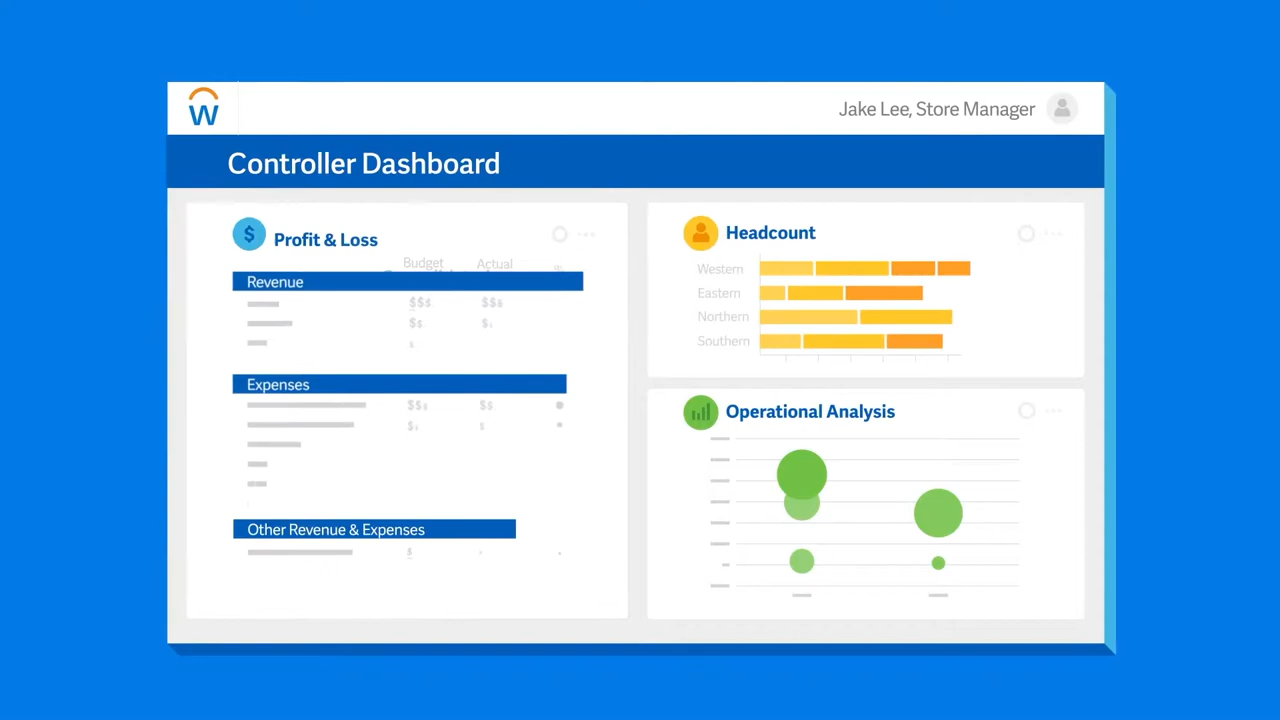 W
Jake Lee, Store Manager
Controller Dashboard
$ Profit & Loss
Budget Actual
Revenue
$$$ $$$
$$ $
$
Expenses
$$$ $$
$ $
Other Revenue & Expenses
$
Headcount
Western
Eastern
Northern
Southern
Operational Analysis